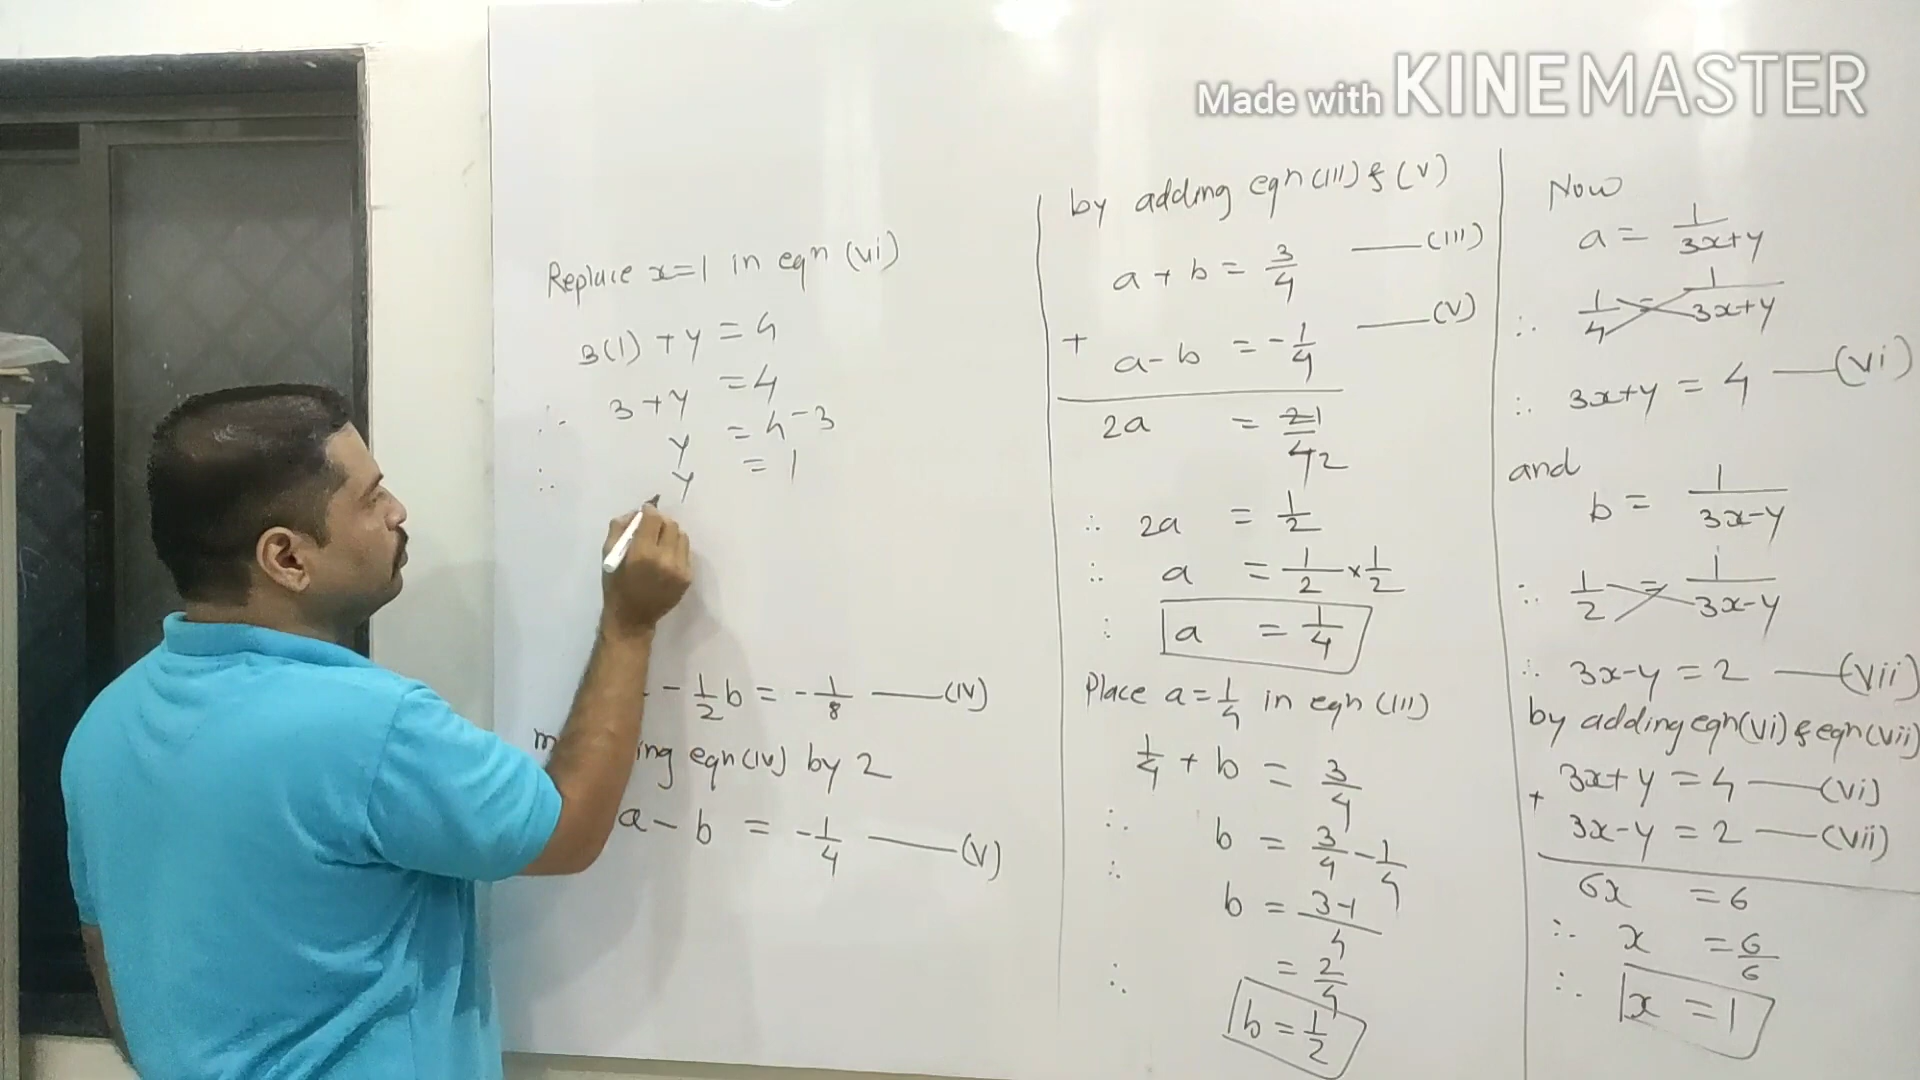 Made with KINEMASTER
Replace x=1 in eqn (vi)
3(1) + y = 4
∴ 3 + y = 4
y = 4-3
∴ y = 1
- 1/2 b = - 1/8 —— (IV)
eqn (IV) by 2
a - b = - 1/4 —— (V)
by adding eqn (III) & (V)
a + b = 3/4 —— (III)
+ a - b = - 1/4 —— (V)
2a = 21/42
∴ 2a = 1/2
∴ a = 1/2 × 1/2
∴ a = 1/4
Place a = 1/4 in eqn (III)
1/4 + b = 3/4
∴ b = 3/4 - 1/4
∴ b = 3-1/4
= 2/4
∴ b = 1/2
Now
a = 1/3x+y
∴ 1/4 = 1/3x+y
∴ 3x+y = 4 —— (vi)
and
b = 1/3x-y
∴ 1/2 = 1/3x-y
∴ 3x-y = 2 —— (vii)
by adding eqn (vi) & eqn (vii)
3x+y = 4 —— (vi)
+ 3x-y = 2 —— (vii)
6x = 6
∴ x = 6/6
∴ x = 1